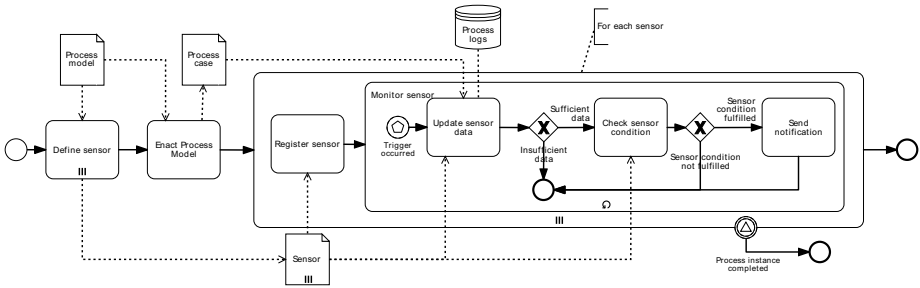 Process
logs
For each sensor
Process
model
Process
case
Monitor sensor
Define sensor
Enact Process
Model
Register sensor
Trigger
occurred
Update sensor
data
Sufficient
data
Insufficient
data
Check sensor
condition
Sensor
condition
fulfilled
Sensor condition
not fulfilled
Send
notification
Sensor
Process instance
completed